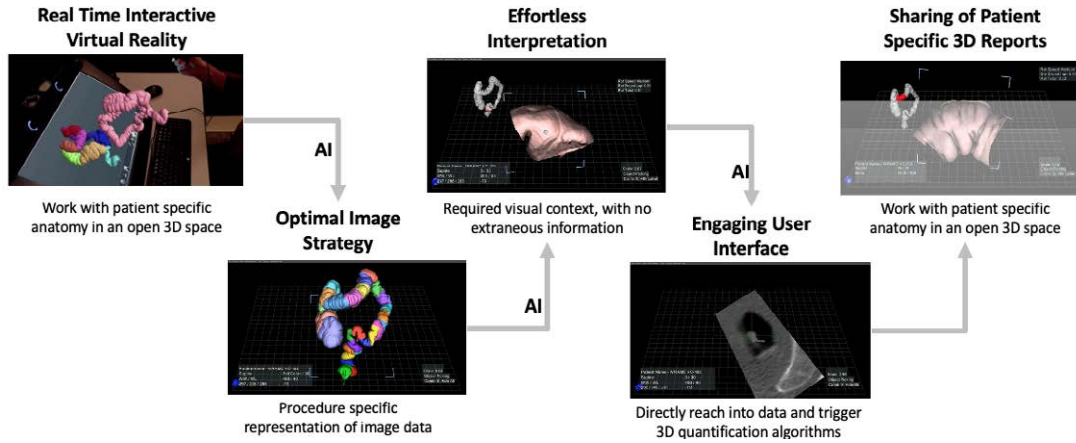 Real Time Interactive
Virtual Reality
Work with patient specific
anatomy in an open 3D space
AI
Optimal Image
Strategy
Procedure specific
representation of image data
AI
Effortless
Interpretation
Required visual context, with no
extraneous information
AI
Engaging User
Interface
Directly reach into data and trigger
3D quantification algorithms
Sharing of Patient
Specific 3D Reports
Work with patient specific
anatomy in an open 3D space